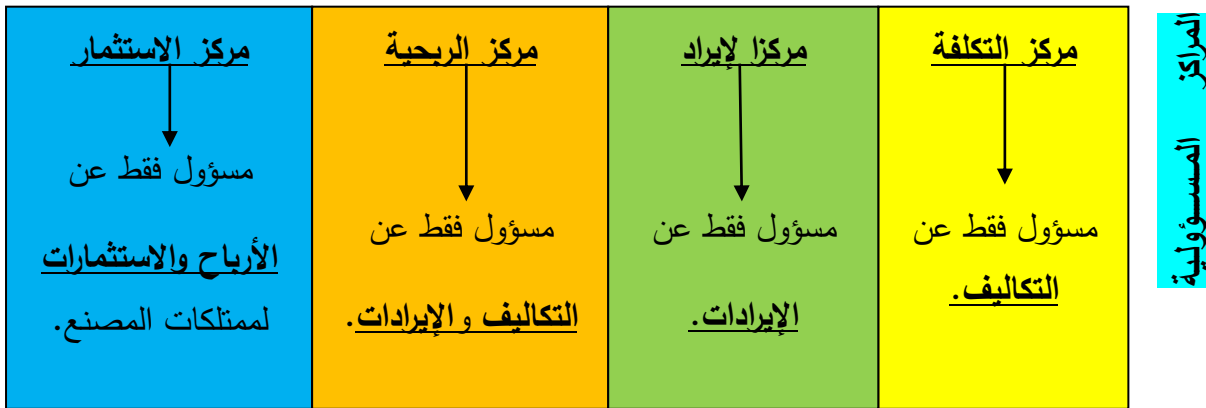 المراكز المسؤولية
مركز التكلفة
مسؤول فقط عن
التكاليف.
مركزا لإيراد
مسؤول فقط عن
الإيرادات.
مركز الربحية
مسؤول فقط عن
التكاليف و الإيرادات.
مركز الاستثمار
مسؤول فقط عن
الأرباح والاستثمارات
لممتلكات المصنع.